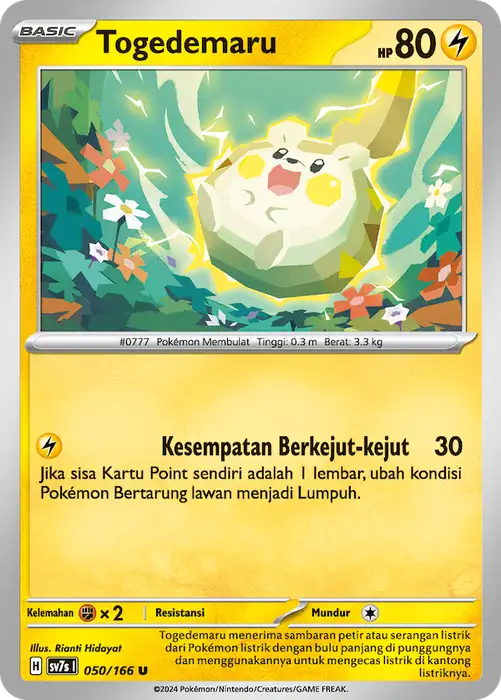 BASIC
Togedemaru
HP 80
#0777 Pokémon Membulat Tinggi: 0.3 m Berat: 3.3 kg
Kesempatan Berkejut-kejut 30
Jika sisa Kartu Point sendiri adalah 1 lembar, ubah kondisi
Pokémon Bertarung lawan menjadi Lumpuh.
Kelemahan × 2 Resistansi Mundur
Illus. Rianti Hidayat
H sv7s I 050/166 U
Togedemaru menerima sambaran petir atau serangan listrik
dari Pokémon listrik dengan bulu panjang di punggungnya
dan menggunakannya untuk mengecas listrik di kantong
listriknya.
©2024 Pokémon/Nintendo/Creatures/GAME FREAK.